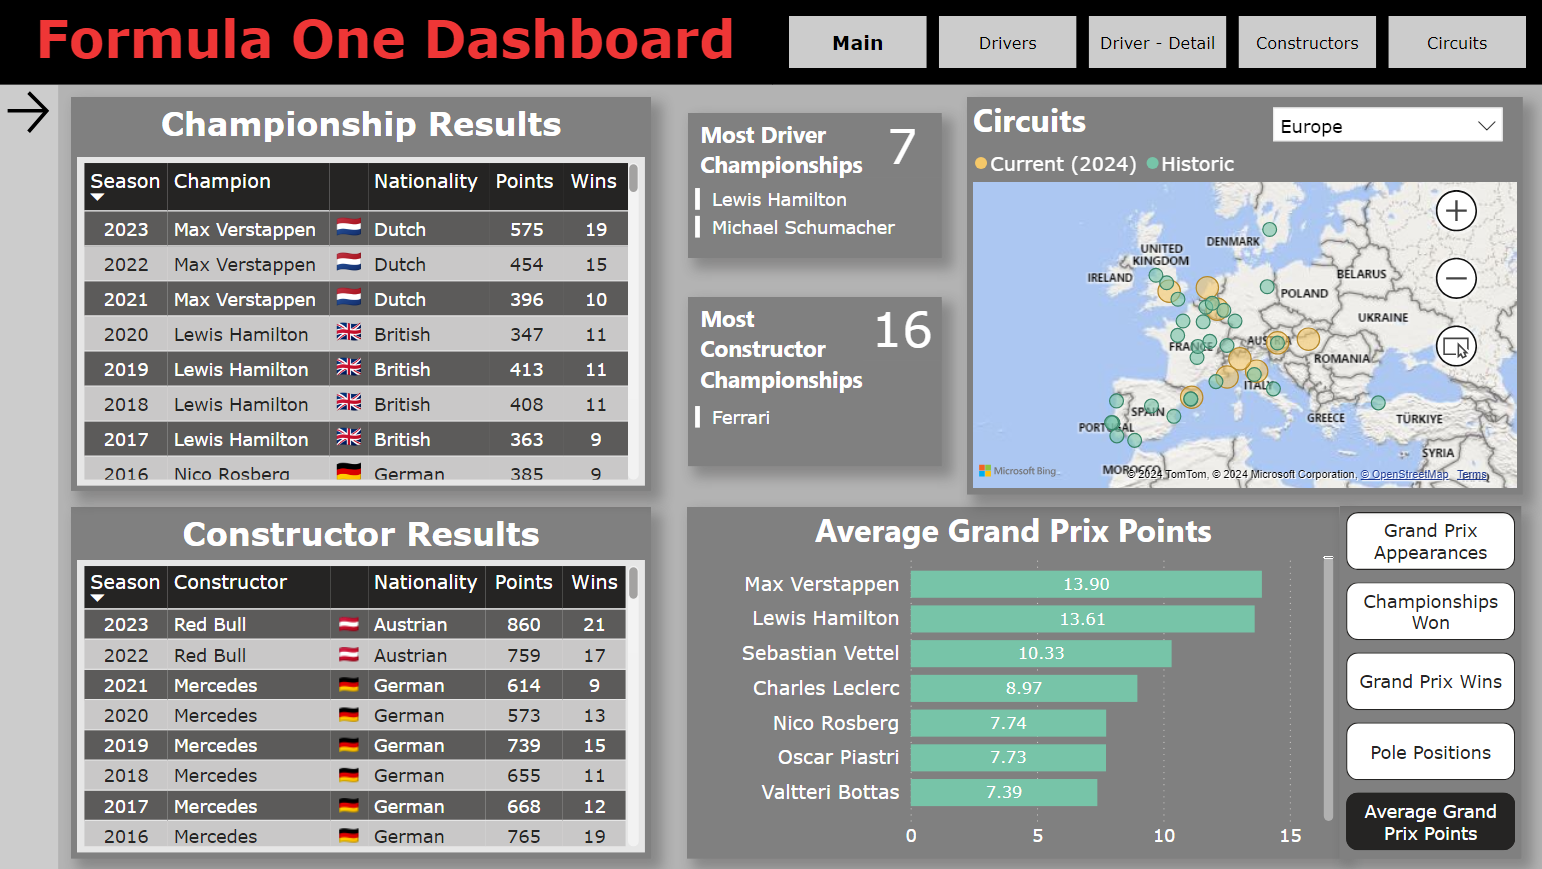 Formula One Dashboard
Main
Drivers
Driver - Detail
Constructors
Circuits
Championship Results
Season Champion Nationality Points Wins
2023 Max Verstappen Dutch 575 19
2022 Max Verstappen Dutch 454 15
2021 Max Verstappen Dutch 396 10
2020 Lewis Hamilton British 347 11
2019 Lewis Hamilton British 413 11
2018 Lewis Hamilton British 408 11
2017 Lewis Hamilton British 363 9
2016 Nico Rosberg German 385 9
Most Driver
Championships
7
Lewis Hamilton
Michael Schumacher
Most
Constructor
Championships
16
Ferrari
Circuits
Europe
Current (2024) Historic
DENMARK
UNITED
KINGDOM
IRELAND
BELARUS
POLAND
UKRAINE
FRANCE
AUSTRIA
ROMANIA
ITALY
SPAIN
PORTUGAL
GREECE
TÜRKIYE
SYRIA
MOROCCO
Microsoft Bing
© 2024 TomTom, © 2024 Microsoft Corporation, © OpenStreetMap Terms
Constructor Results
Season Constructor Nationality Points Wins
2023 Red Bull Austrian 860 21
2022 Red Bull Austrian 759 17
2021 Mercedes German 614 9
2020 Mercedes German 573 13
2019 Mercedes German 739 15
2018 Mercedes German 655 11
2017 Mercedes German 668 12
2016 Mercedes German 765 19
Average Grand Prix Points
Max Verstappen 13.90
Lewis Hamilton 13.61
Sebastian Vettel 10.33
Charles Leclerc 8.97
Nico Rosberg 7.74
Oscar Piastri 7.73
Valtteri Bottas 7.39
0 5 10 15
Grand Prix
Appearances
Championships
Won
Grand Prix Wins
Pole Positions
Average Grand
Prix Points